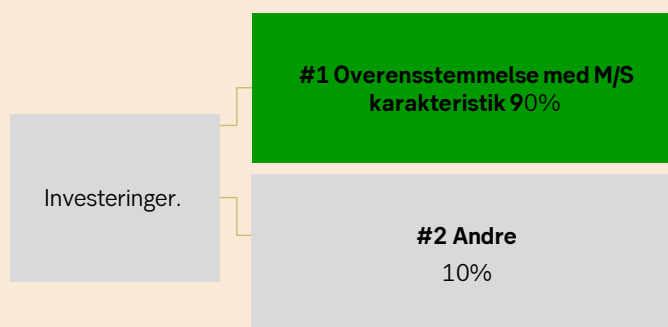 #1 Overensstemmelse med M/S
karakteristik 90%
Investeringer.
#2 Andre
10%